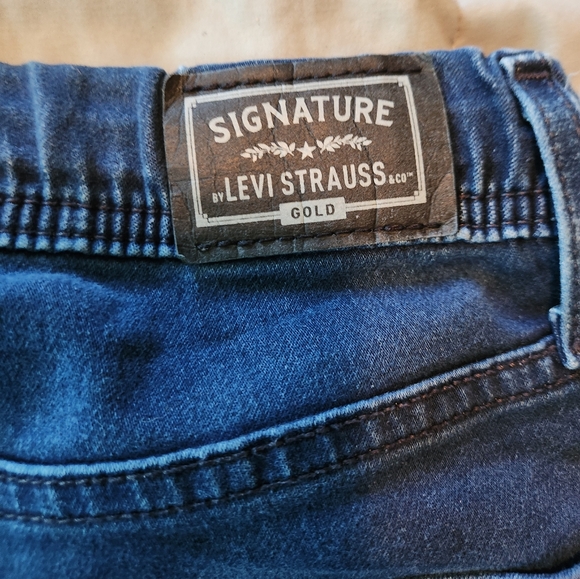 SIGNATURE
BY LEVI STRAUSS & CO™
GOLD